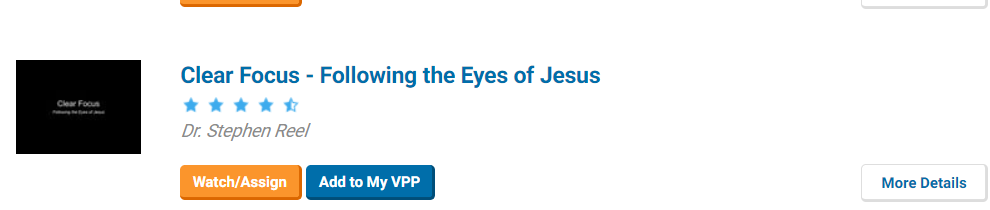 Clear Focus - Following the Eyes of Jesus
Clear Focus
Following the Eyes of Jesus
Dr. Stephen Reel
Watch/Assign
Add to My VPP
More Details